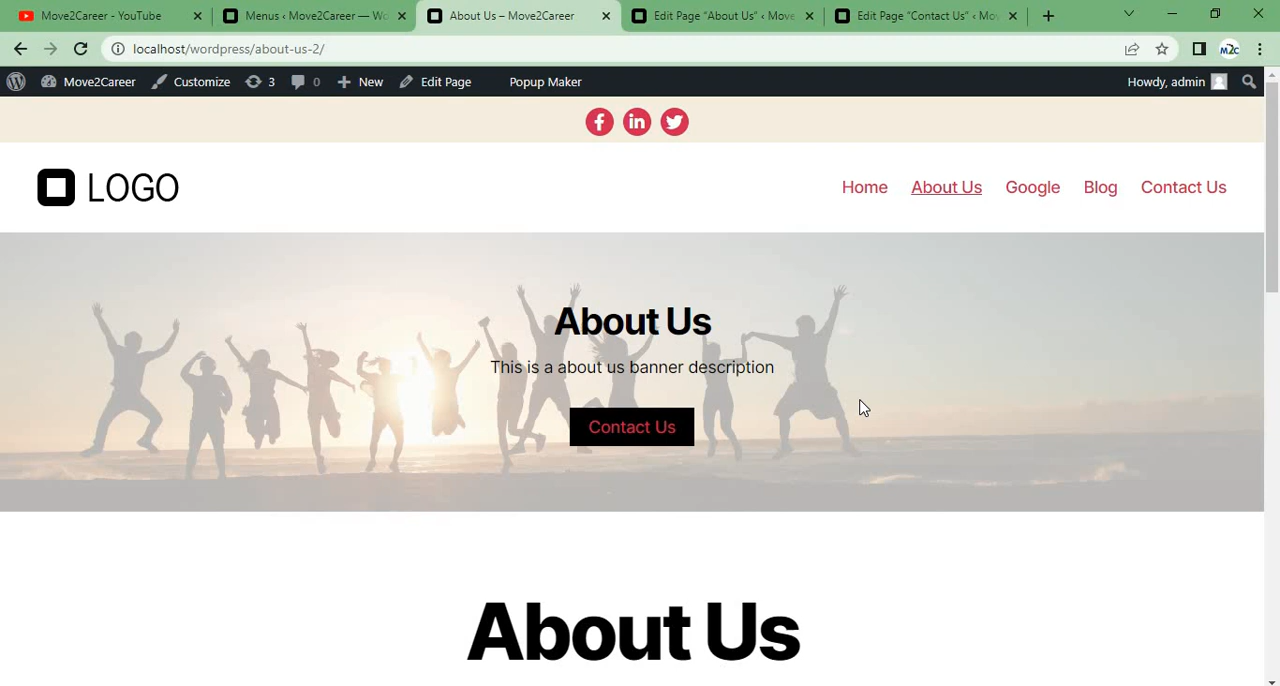 Move2Career - YouTube
Menus ‹ Move2Career — Wo
About Us – Move2Career
Edit Page “About Us” ‹ Move
Edit Page “Contact Us” ‹ Mov
localhost/wordpress/about-us-2/
M2C
Move2Career
Customize
3
0
New
Edit Page
Popup Maker
Howdy, admin
LOGO
Home
About Us
Google
Blog
Contact Us
About Us
This is a about us banner description
Contact Us
About Us